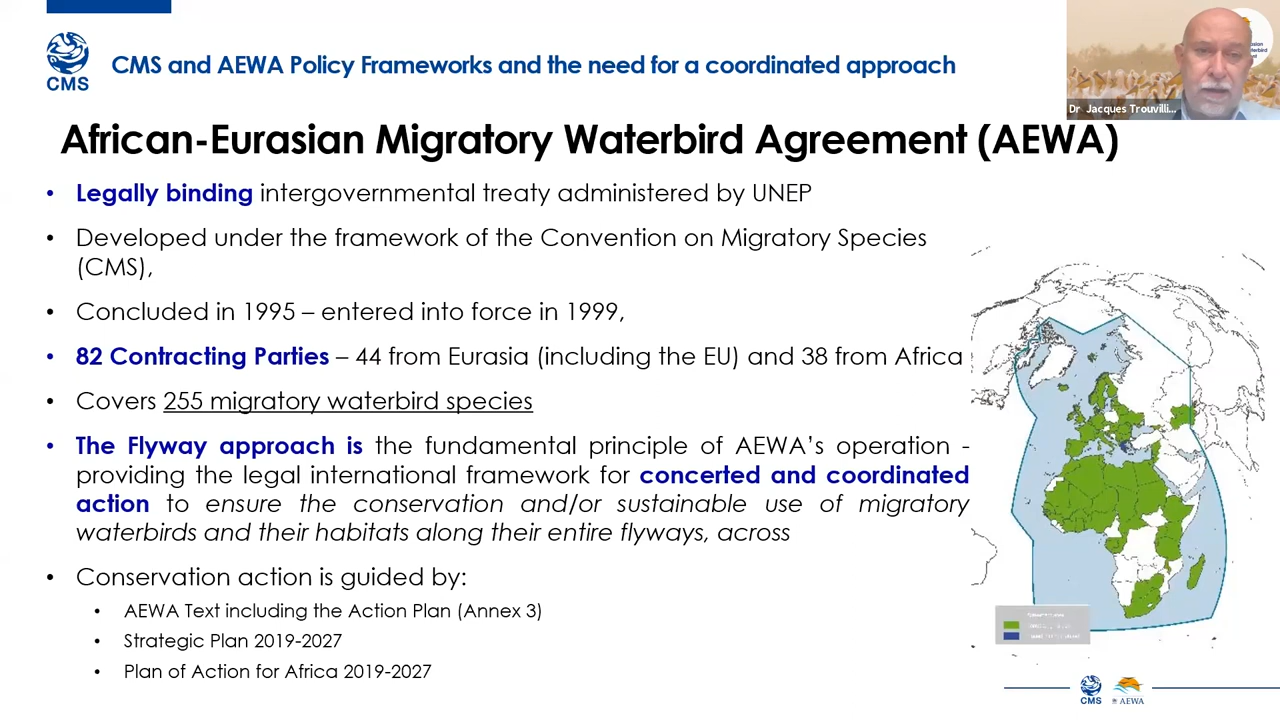 CMS
CMS and AEWA Policy Frameworks and the need for a coordinated approach
Dr Jacques Trouvilli...
African-Eurasian Migratory Waterbird Agreement (AEWA)
• Legally binding intergovernmental treaty administered by UNEP
• Developed under the framework of the Convention on Migratory Species
(CMS),
• Concluded in 1995 – entered into force in 1999,
• 82 Contracting Parties – 44 from Eurasia (including the EU) and 38 from Africa
• Covers 255 migratory waterbird species
• The Flyway approach is the fundamental principle of AEWA's operation -
providing the legal international framework for concerted and coordinated
action to ensure the conservation and/or sustainable use of migratory
waterbirds and their habitats along their entire flyways, across
• Conservation action is guided by:
• AEWA Text including the Action Plan (Annex 3)
• Strategic Plan 2019-2027
• Plan of Action for Africa 2019-2027
CMS
AEWA